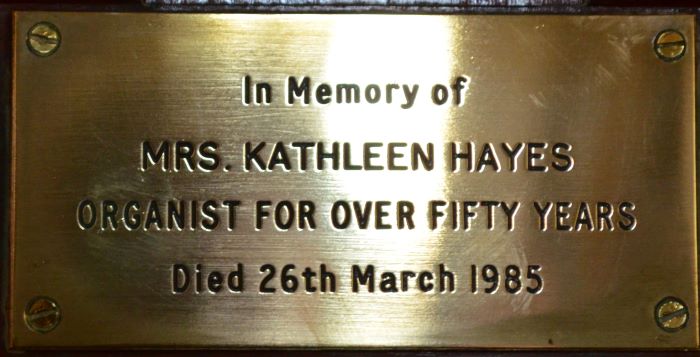 In Memory of
MRS. KATHLEEN HAYES
ORGANIST FOR OVER FIFTY YEARS
Died 26th March 1985